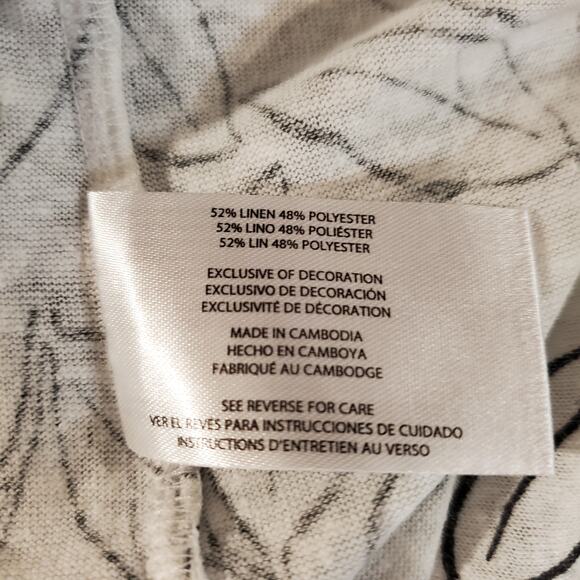 52% LINEN 48% POLYESTER
52% LINO 48% POLIÉSTER
52% LIN 48% POLYESTER
EXCLUSIVE OF DECORATION
EXCLUSIVO DE DECORACIÓN
EXCLUSIVITÉ DE DÉCORATION
MADE IN CAMBODIA
HECHO EN CAMBOYA
FABRIQUÉ AU CAMBODGE
SEE REVERSE FOR CARE
VER EL REVÉS PARA INSTRUCCIONES DE CUIDADO
INSTRUCTIONS D'ENTRETIEN AU VERSO